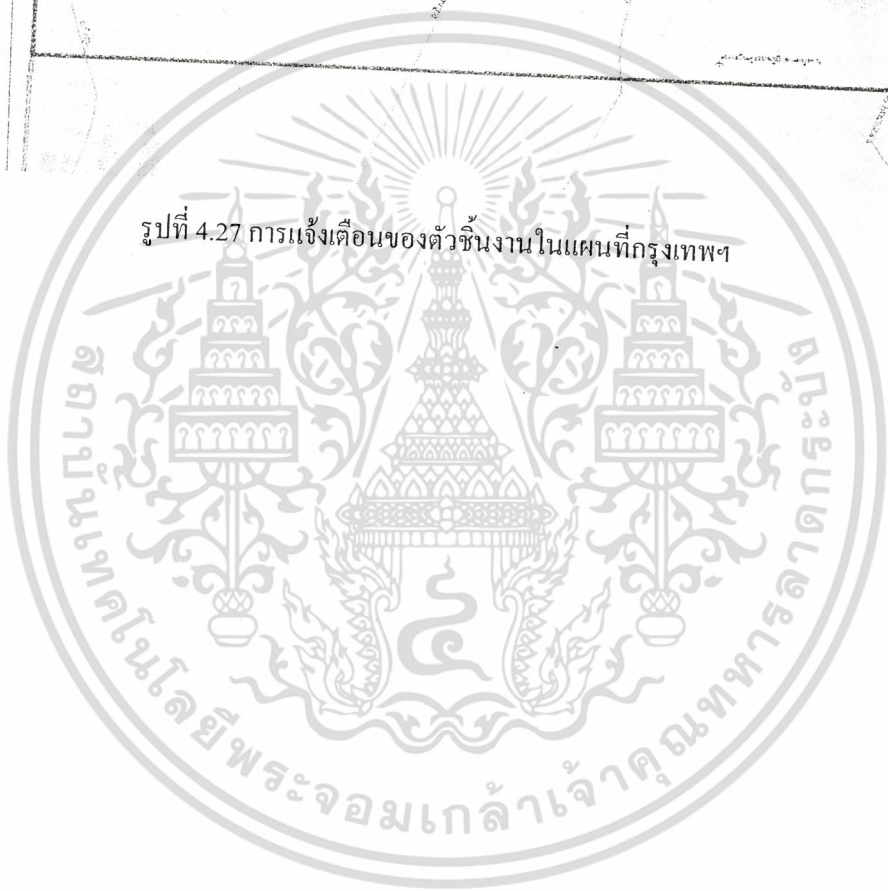 รูปที่ 4.27 การแจ้งเตือนของตัวชิ้นงานในแผนที่กรุงเทพฯ
สถาบันเทคโนโลยีพระจอมเกล้าเจ้าคุณทหารลาดกระบัง